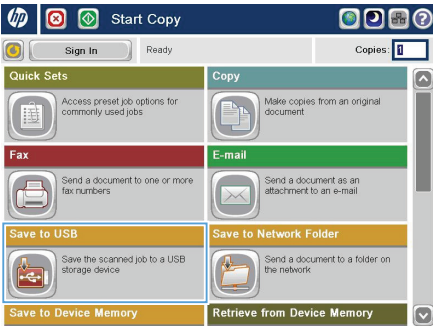 hp Start Copy ?
Sign In Ready Copies: 1
Quick Sets Copy
Access preset job options for Make copies from an original
commonly used jobs document
Fax E-mail
Send a document to one or more Send a document as an
fax numbers attachment to an e-mail
Save to USB Save to Network Folder
Save the scanned job to a USB Send a document to a folder on
storage device the network
Save to Device Memory Retrieve from Device Memory